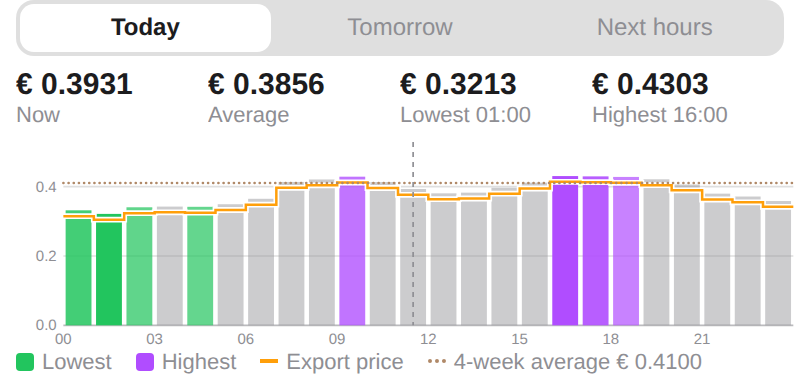 Today Tomorrow Next hours
€ 0.3931 € 0.3856 € 0.3213 € 0.4303
Now Average Lowest 01:00 Highest 16:00
0.4
0.2
0.0
00 03 06 09 12 15 18 21
Lowest Highest Export price 4-week average € 0.4100